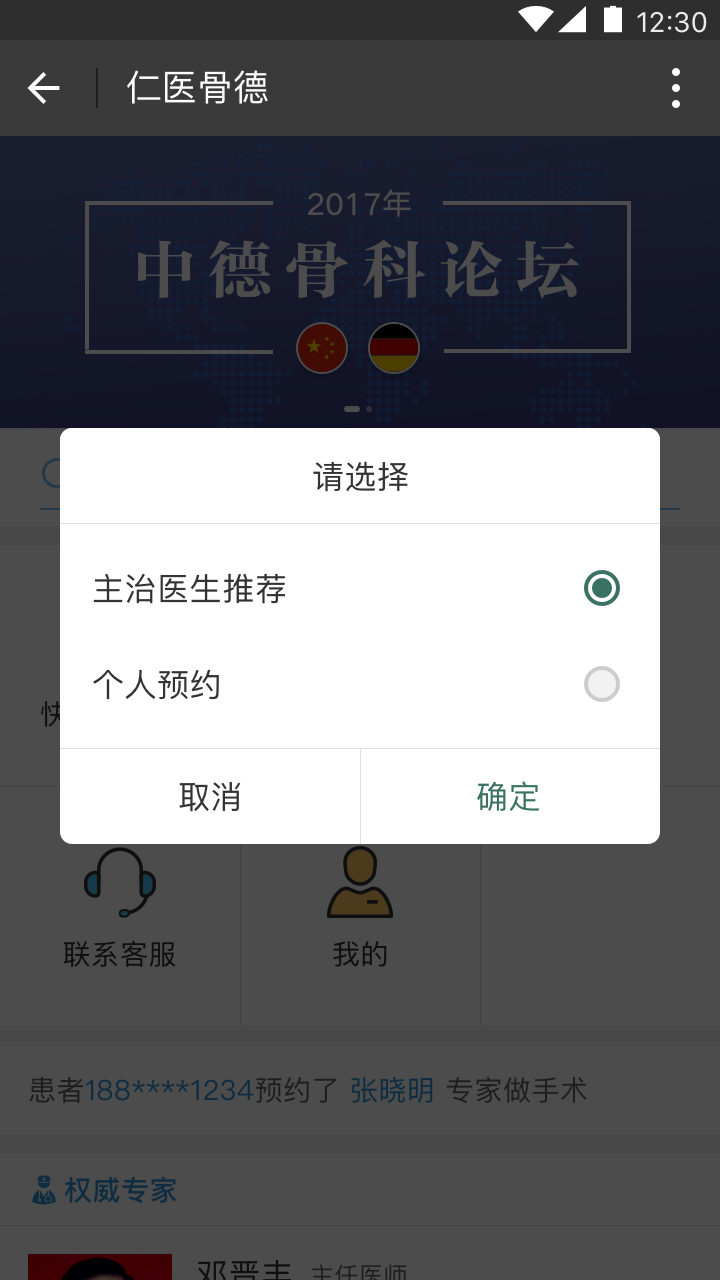 12:30
仁医骨德
2017年
中德骨科论坛
请选择
主治医生推荐
个人预约
快
取消
确定
联系客服
我的
患者188****1234预约了 张晓明 专家做手术
权威专家
邓晋丰 主任医师